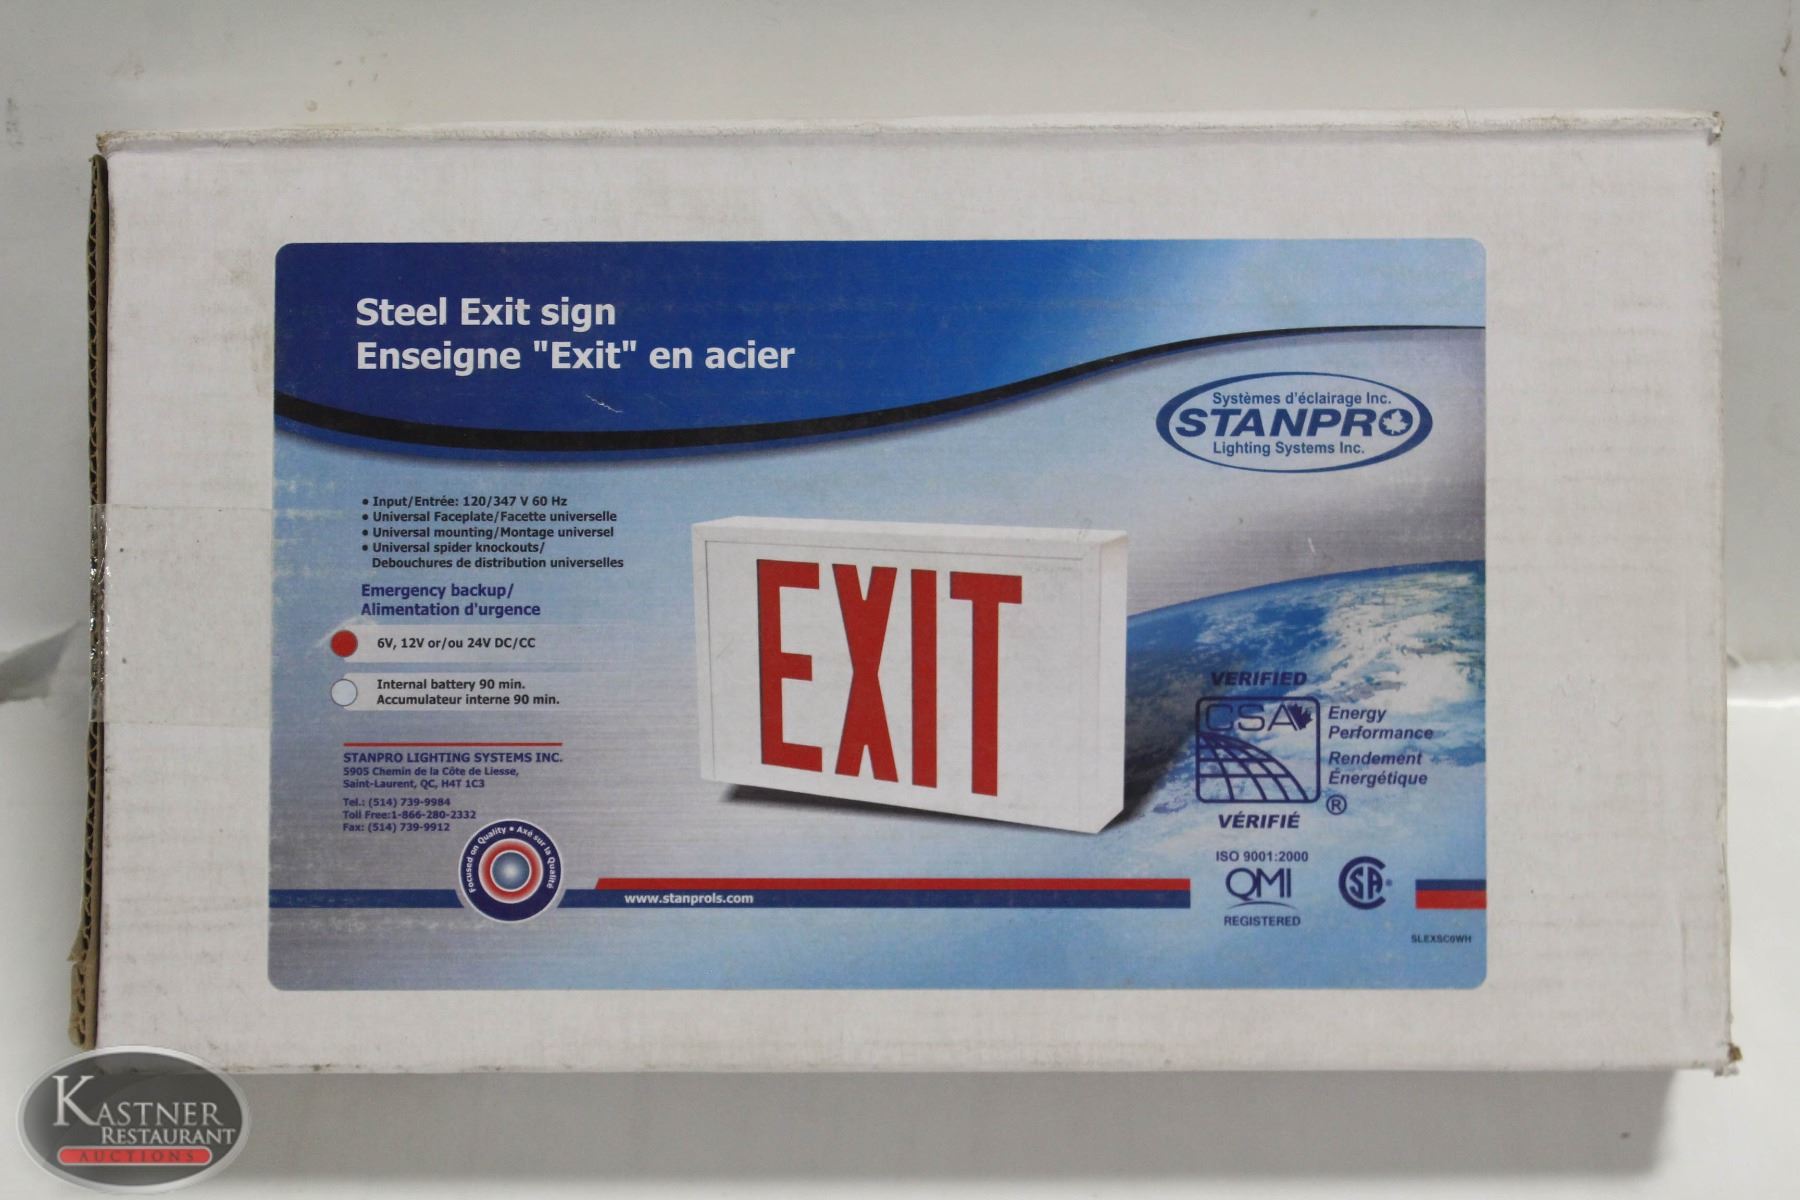 Steel Exit sign
Enseigne "Exit" en acier
Systèmes d'éclairage Inc.
STANPRO
Lighting Systems Inc.
• Input/Entrée: 120/347 V 60 Hz
• Universal Faceplate/Facette universelle
• Universal mounting/Montage universel
• Universal spider knockouts/
Debouchures de distribution universelles
Emergency backup/
Alimentation d'urgence
6V, 12V or/ou 24V DC/CC
Internal battery 90 min.
Accumulateur interne 90 min.
EXIT
STANPRO LIGHTING SYSTEMS INC.
5905 Chemin de la Côte de Liesse,
Saint-Laurent, QC, H4T 1C3
Tel.: (514) 739-9984
Toll Free:1-866-280-2332
Fax: (514) 739-9912
Focused on Quality • Axé sur la Qualité
www.stanprols.com
VERIFIED
CSA
Energy
Performance
Rendement
Énergétique
®
VÉRIFIÉ
ISO 9001:2000
QMI
REGISTERED
SA
SLEXSC6WH
KASTNER
RESTAURANT
AUCTIONS